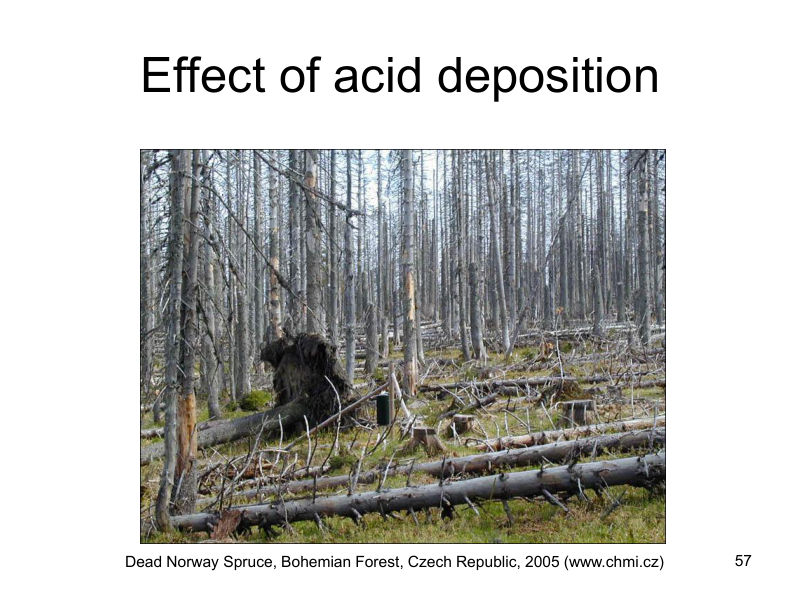 Effect of acid deposition
Dead Norway Spruce, Bohemian Forest, Czech Republic, 2005 (www.chmi.cz)
57